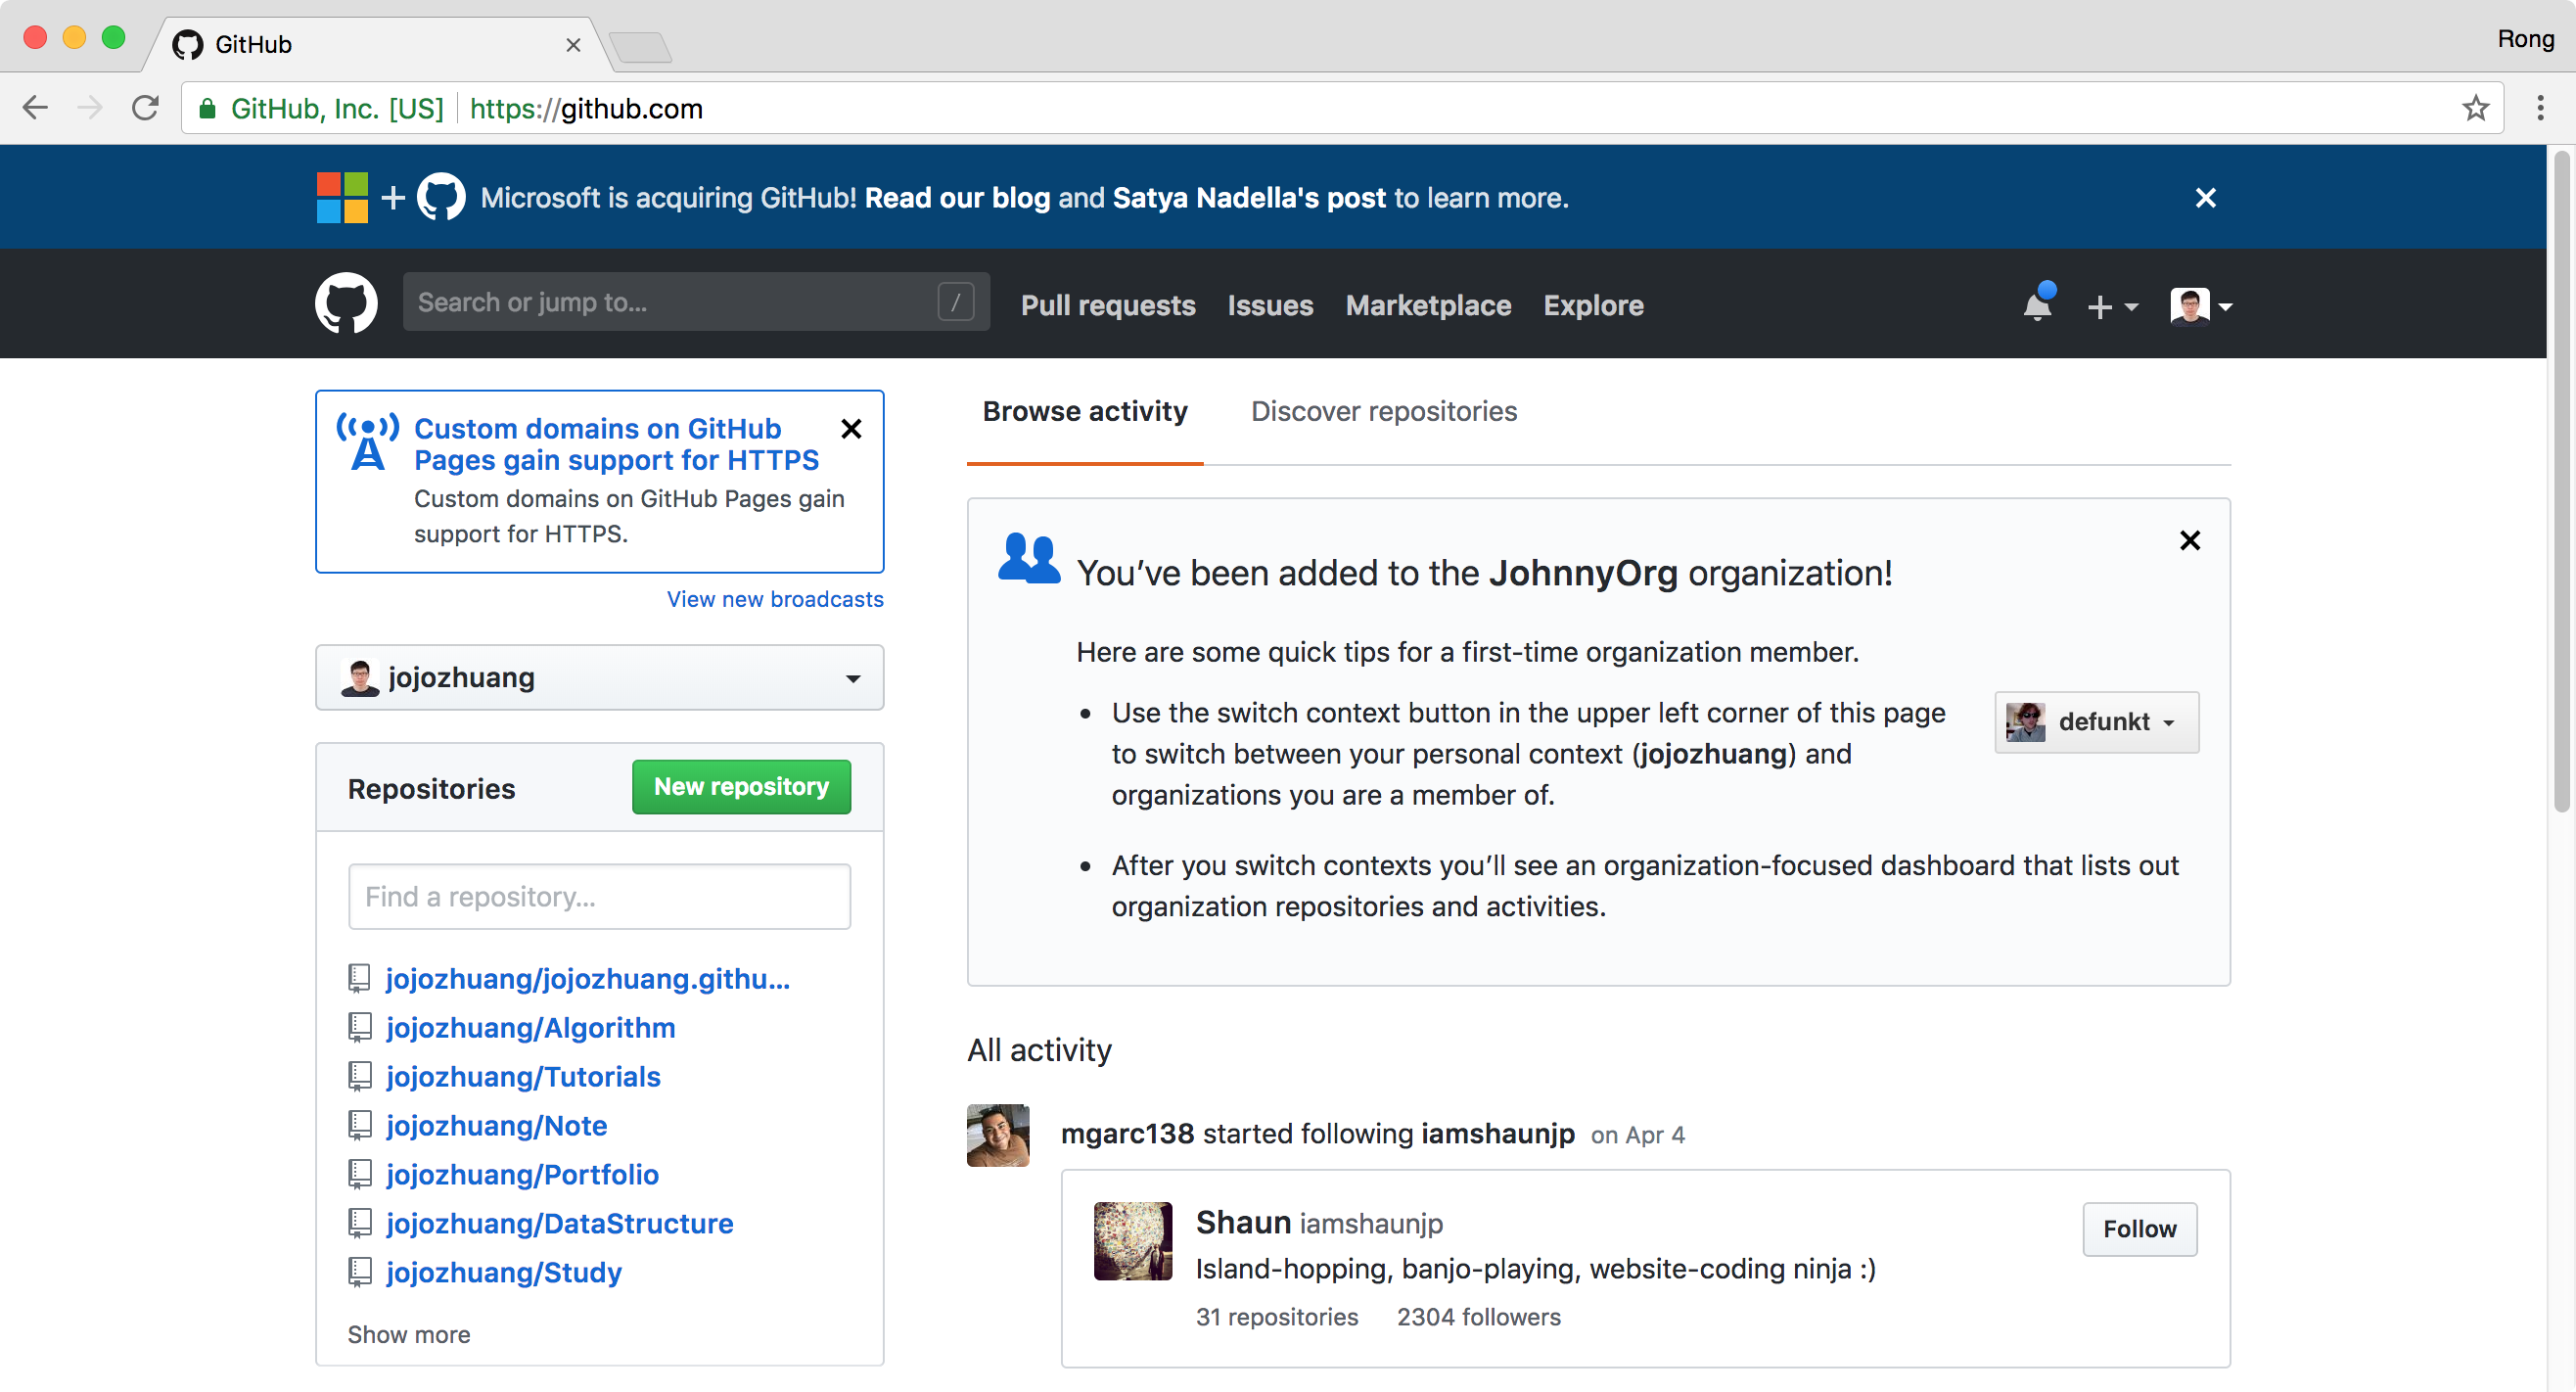 GitHub
Rong
GitHub, Inc. [US] https://github.com
+ Microsoft is acquiring GitHub! Read our blog and Satya Nadella's post to learn more.
Search or jump to... /
Pull requests Issues Marketplace Explore
Custom domains on GitHub
Pages gain support for HTTPS
Custom domains on GitHub Pages gain
support for HTTPS.
View new broadcasts
jojozhuang
Repositories
New repository
Find a repository...
jojozhuang/jojozhuang.githu...
jojozhuang/Algorithm
jojozhuang/Tutorials
jojozhuang/Note
jojozhuang/Portfolio
jojozhuang/DataStructure
jojozhuang/Study
Show more
Browse activity Discover repositories
You’ve been added to the JohnnyOrg organization!
Here are some quick tips for a first-time organization member.
• Use the switch context button in the upper left corner of this page
to switch between your personal context (jojozhuang) and
organizations you are a member of.
defunkt
• After you switch contexts you’ll see an organization-focused dashboard that lists out
organization repositories and activities.
All activity
mgarc138 started following iamshaunjp on Apr 4
Shaun iamshaunjp
Follow
Island-hopping, banjo-playing, website-coding ninja :)
31 repositories 2304 followers